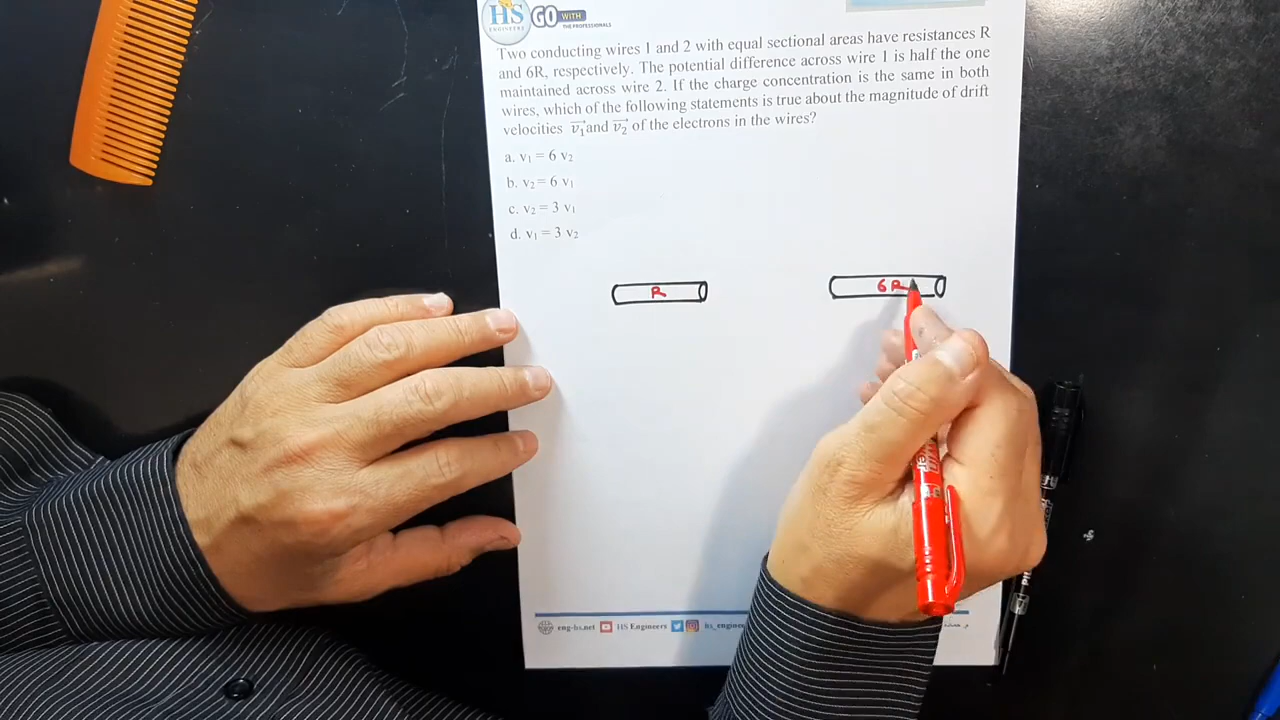 HS
ENGINEERS
GO WITH
THE PROFESSIONALS
Two conducting wires 1 and 2 with equal sectional areas have resistances R
and 6R, respectively. The potential difference across wire 1 is half the one
maintained across wire 2. If the charge concentration is the same in both
wires, which of the following statements is true about the magnitude of drift
velocities v₁⃗ and v₂⃗ of the electrons in the wires?
a. v₁ = 6 v₂
b. v₂ = 6 v₁
c. v₂ = 3 v₁
d. v₁ = 3 v₂
R
6R
eng-hs.net HS Engineers hs_engineer